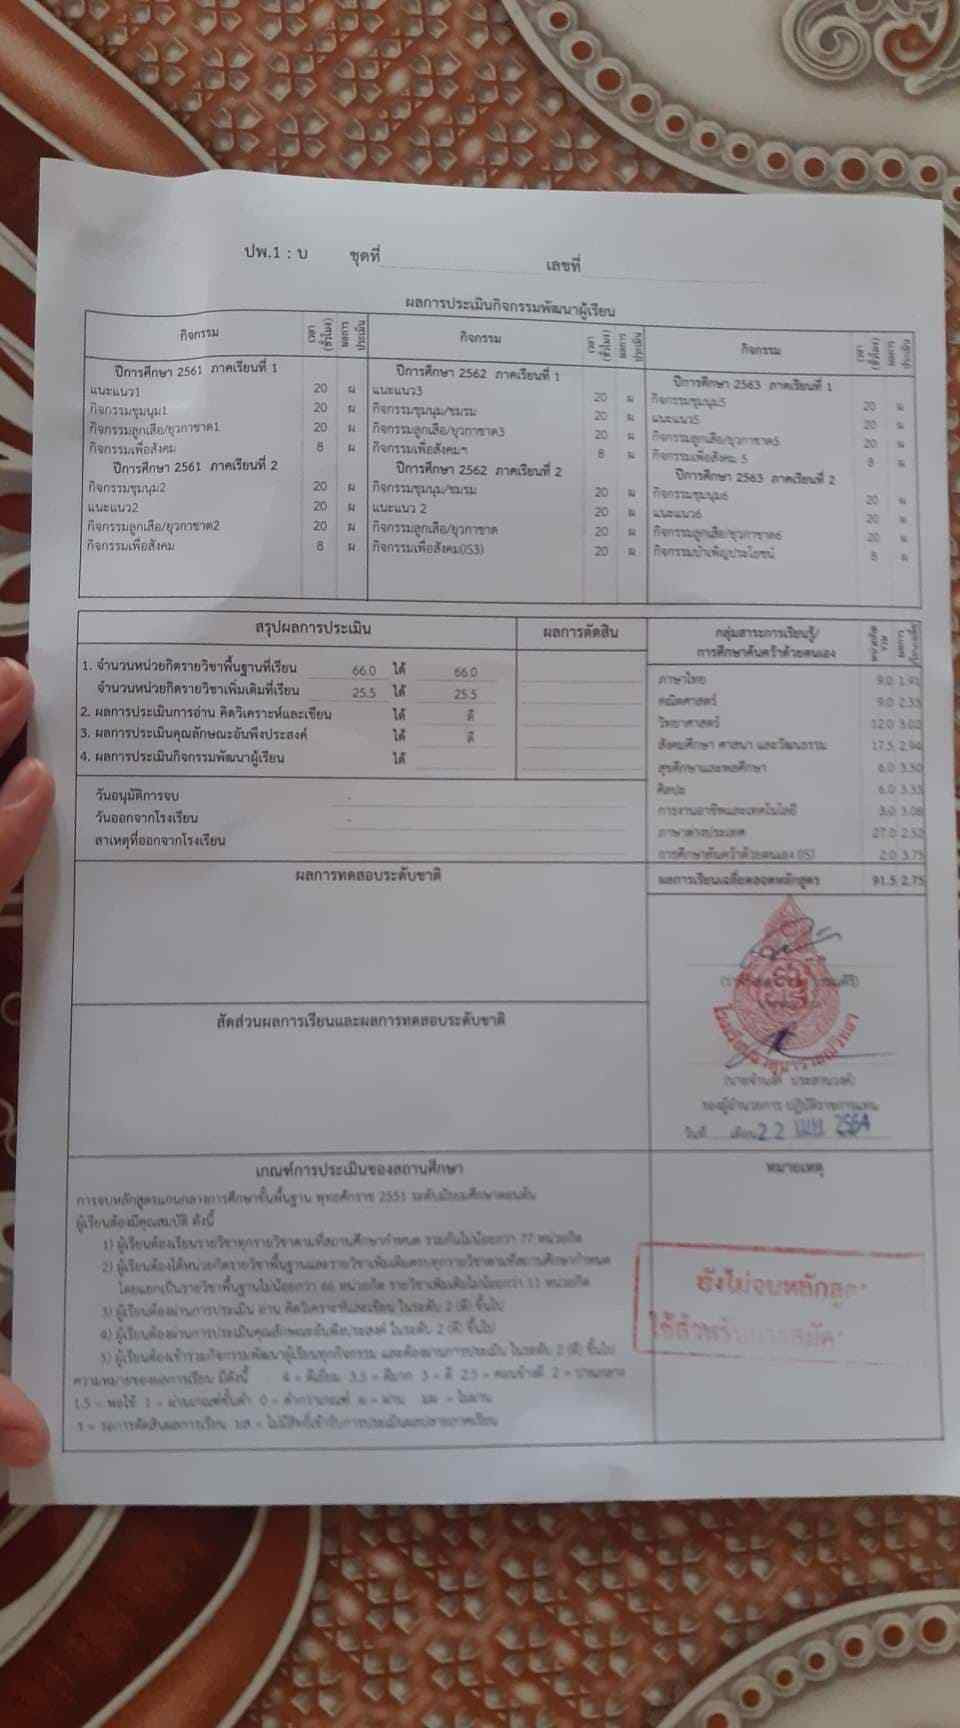 ปพ.1 : บ ชุดที่ เลขที่
ผลการประเมินกิจกรรมพัฒนาผู้เรียน
กิจกรรม เวลา (ชั่วโมง) ผลการประเมิน กิจกรรม เวลา (ชั่วโมง) ผลการประเมิน กิจกรรม เวลา (ชั่วโมง) ผลการประเมิน
ปีการศึกษา 2561 ภาคเรียนที่ 1
แนะแนว1 20 ผ
กิจกรรมชุมนุม1 20 ผ
กิจกรรมลูกเสือ/ยุวกาชาด1 20 ผ
กิจกรรมเพื่อสังคม 8 ผ
ปีการศึกษา 2561 ภาคเรียนที่ 2
กิจกรรมชุมนุม2 20 ผ
แนะแนว2 20 ผ
กิจกรรมลูกเสือ/ยุวกาชาด2 20 ผ
กิจกรรมเพื่อสังคม 8 ผ
ปีการศึกษา 2562 ภาคเรียนที่ 1
แนะแนว3 20 ผ
กิจกรรมชุมนุม/ชมรม 20 ผ
กิจกรรมลูกเสือ/ยุวกาชาด3 20 ผ
กิจกรรมเพื่อสังคมฯ 8 ผ
ปีการศึกษา 2562 ภาคเรียนที่ 2
กิจกรรมชุมนุม/ชมรม 20 ผ
แนะแนว 2 20 ผ
กิจกรรมลูกเสือ/ยุวกาชาด 20 ผ
กิจกรรมเพื่อสังคม(IS3) 20 ผ
ปีการศึกษา 2563 ภาคเรียนที่ 1
กิจกรรมชุมนุม5 20 ผ
แนะแนว5 20 ผ
กิจกรรมลูกเสือ/ยุวกาชาด5 20 ผ
กิจกรรมเพื่อสังคม 5 8 ผ
ปีการศึกษา 2563 ภาคเรียนที่ 2
กิจกรรมชุมนุม6 20 ผ
แนะแนว6 20 ผ
กิจกรรมลูกเสือ/ยุวกาชาด6 20 ผ
กิจกรรมบำเพ็ญประโยชน์ 8 ผ
สรุปผลการประเมิน ผลการตัดสิน
1. จำนวนหน่วยกิตรายวิชาพื้นฐานที่เรียน 66.0 ได้ 66.0
จำนวนหน่วยกิตรายวิชาเพิ่มเติมที่เรียน 25.5 ได้ 25.5
2. ผลการประเมินการอ่าน คิดวิเคราะห์และเขียน ได้ ดี
3. ผลการประเมินคุณลักษณะอันพึงประสงค์ ได้ ดี
4. ผลการประเมินกิจกรรมพัฒนาผู้เรียน ได้
วันอนุมัติการจบ -
วันออกจากโรงเรียน -
สาเหตุที่ออกจากโรงเรียน
กลุ่มสาระการเรียนรู้/
การศึกษาค้นคว้าด้วยตนเอง
ภาษาไทย 9.0 1.91
คณิตศาสตร์ 9.0 2.33
วิทยาศาสตร์ 12.0 3.02
สังคมศึกษา ศาสนา และวัฒนธรรม 17.5 2.94
สุขศึกษาและพลศึกษา 6.0 3.50
ศิลปะ 6.0 3.33
การงานอาชีพและเทคโนโลยี 3.0 3.08
ภาษาต่างประเทศ 27.0 2.52
การศึกษาค้นคว้าด้วยตนเอง (IS) 2.0 3.75
ผลการเรียนเฉลี่ยตลอดหลักสูตร 91.5 2.75
ผลการทดสอบระดับชาติ
สัดส่วนผลการเรียนและผลการทดสอบระดับชาติ
รองผู้อำนวยการ ปฏิบัติราชการแทน
วันที่ เดือน 22 เม.ย. 2564
เกณฑ์การประเมินของสถานศึกษา
การจบหลักสูตรแกนกลางการศึกษาขั้นพื้นฐาน พุทธศักราช 2551 ระดับมัธยมศึกษาตอนต้น
ผู้เรียนต้องมีคุณสมบัติ ดังนี้
1) ผู้เรียนต้องเรียนรายวิชาทุกรายวิชาตามที่สถานศึกษากำหนด รวมกันไม่น้อยกว่า 77 หน่วยกิต
2) ผู้เรียนต้องได้หน่วยกิตรายวิชาพื้นฐานและรายวิชาเพิ่มเติมครบทุกรายวิชาตามที่สถานศึกษากำหนด
โดยแยกเป็นรายวิชาพื้นฐานไม่น้อยกว่า 66 หน่วยกิต รายวิชาเพิ่มเติมไม่น้อยกว่า 11 หน่วยกิต
3) ผู้เรียนต้องผ่านการประเมิน อ่าน คิดวิเคราะห์และเขียน ในระดับ 2 (ดี) ขึ้นไป
4) ผู้เรียนต้องผ่านการประเมินคุณลักษณะอันพึงประสงค์ ในระดับ 2 (ดี) ขึ้นไป
5) ผู้เรียนต้องเข้าร่วมกิจกรรมพัฒนาผู้เรียนทุกกิจกรรม และต้องผ่านการประเมิน ในระดับ 2 (ดี) ขึ้นไป
ความหมายของผลการเรียน มีดังนี้ 4 = ดีเยี่ยม 3.5 = ดีมาก 3 = ดี 2.5 = ค่อนข้างดี 2 = ปานกลาง
1.5 = พอใช้ 1 = ผ่านเกณฑ์ขั้นต่ำ 0 = ต่ำกว่าเกณฑ์ ผ = ผ่าน มผ = ไม่ผ่าน
ร = รอการตัดสินผลการเรียน มส = ไม่มีสิทธิ์เข้ารับการประเมินผลปลายภาคเรียน
หมายเหตุ
ยังไม่จบหลักสูตร
ใช้สำหรับการสมัคร